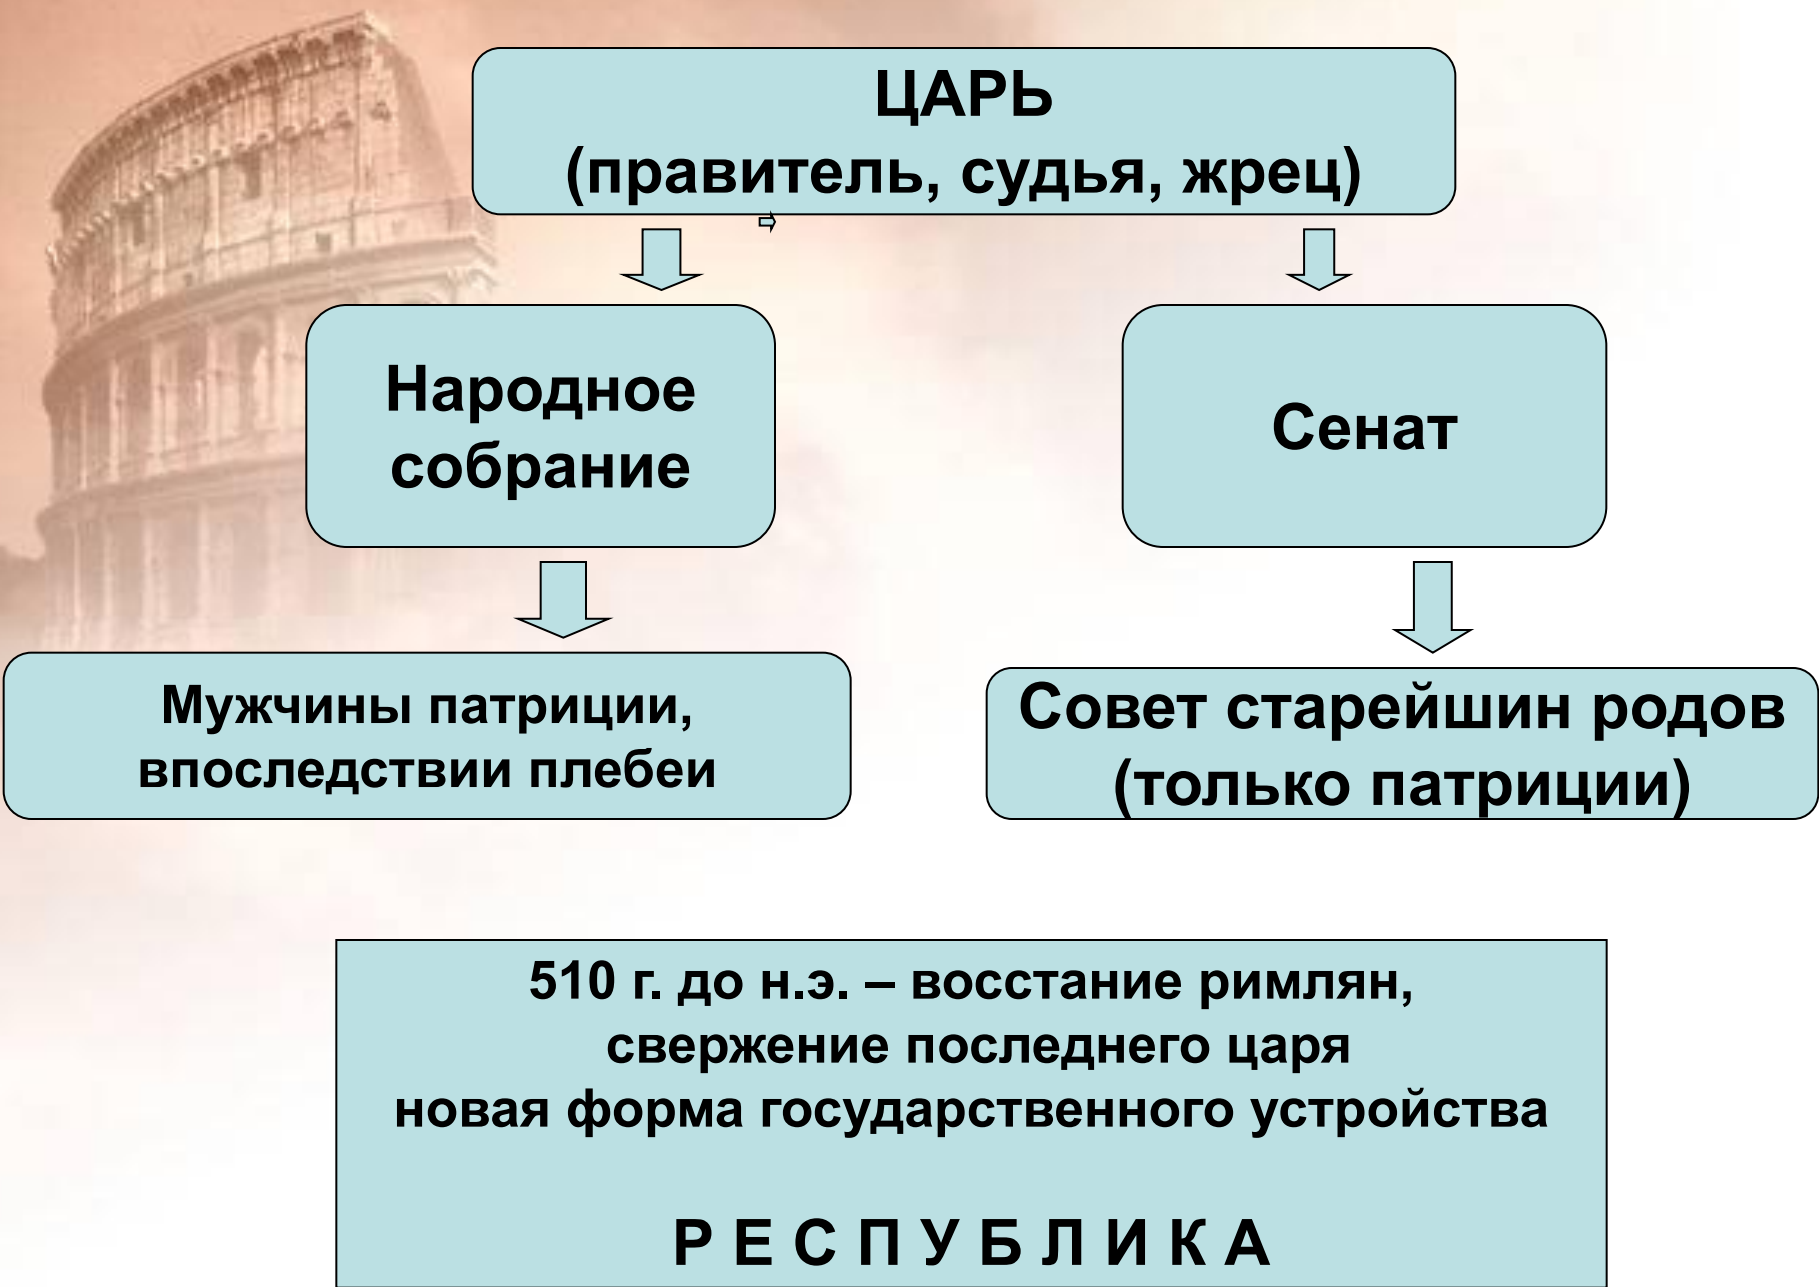 ЦАРЬ
(правитель, судья, жрец)
Народное
собрание
Сенат
Мужчины патриции,
впоследствии плебеи
Совет старейшин родов
(только патриции)
510 г. до н.э. – восстание римлян,
свержение последнего царя
новая форма государственного устройства
Р Е С П У Б Л И К А